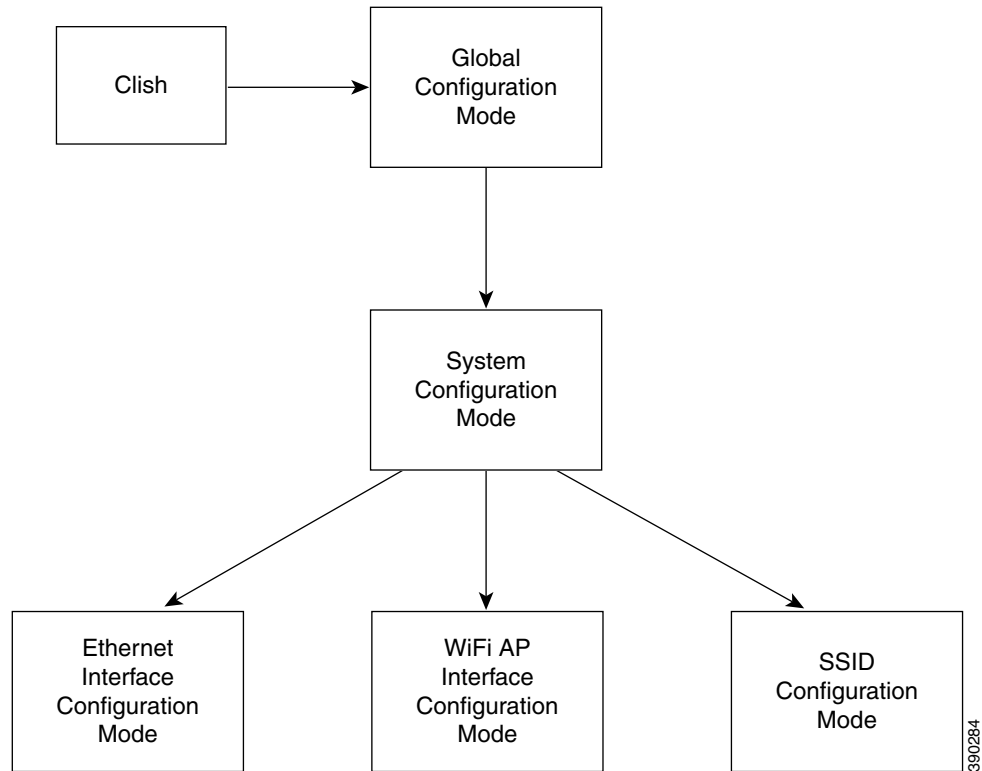 Clish
Global
Configuration
Mode
System
Configuration
Mode
Ethernet
Interface
Configuration
Mode
WiFi AP
Interface
Configuration
Mode
SSID
Configuration
Mode
390284